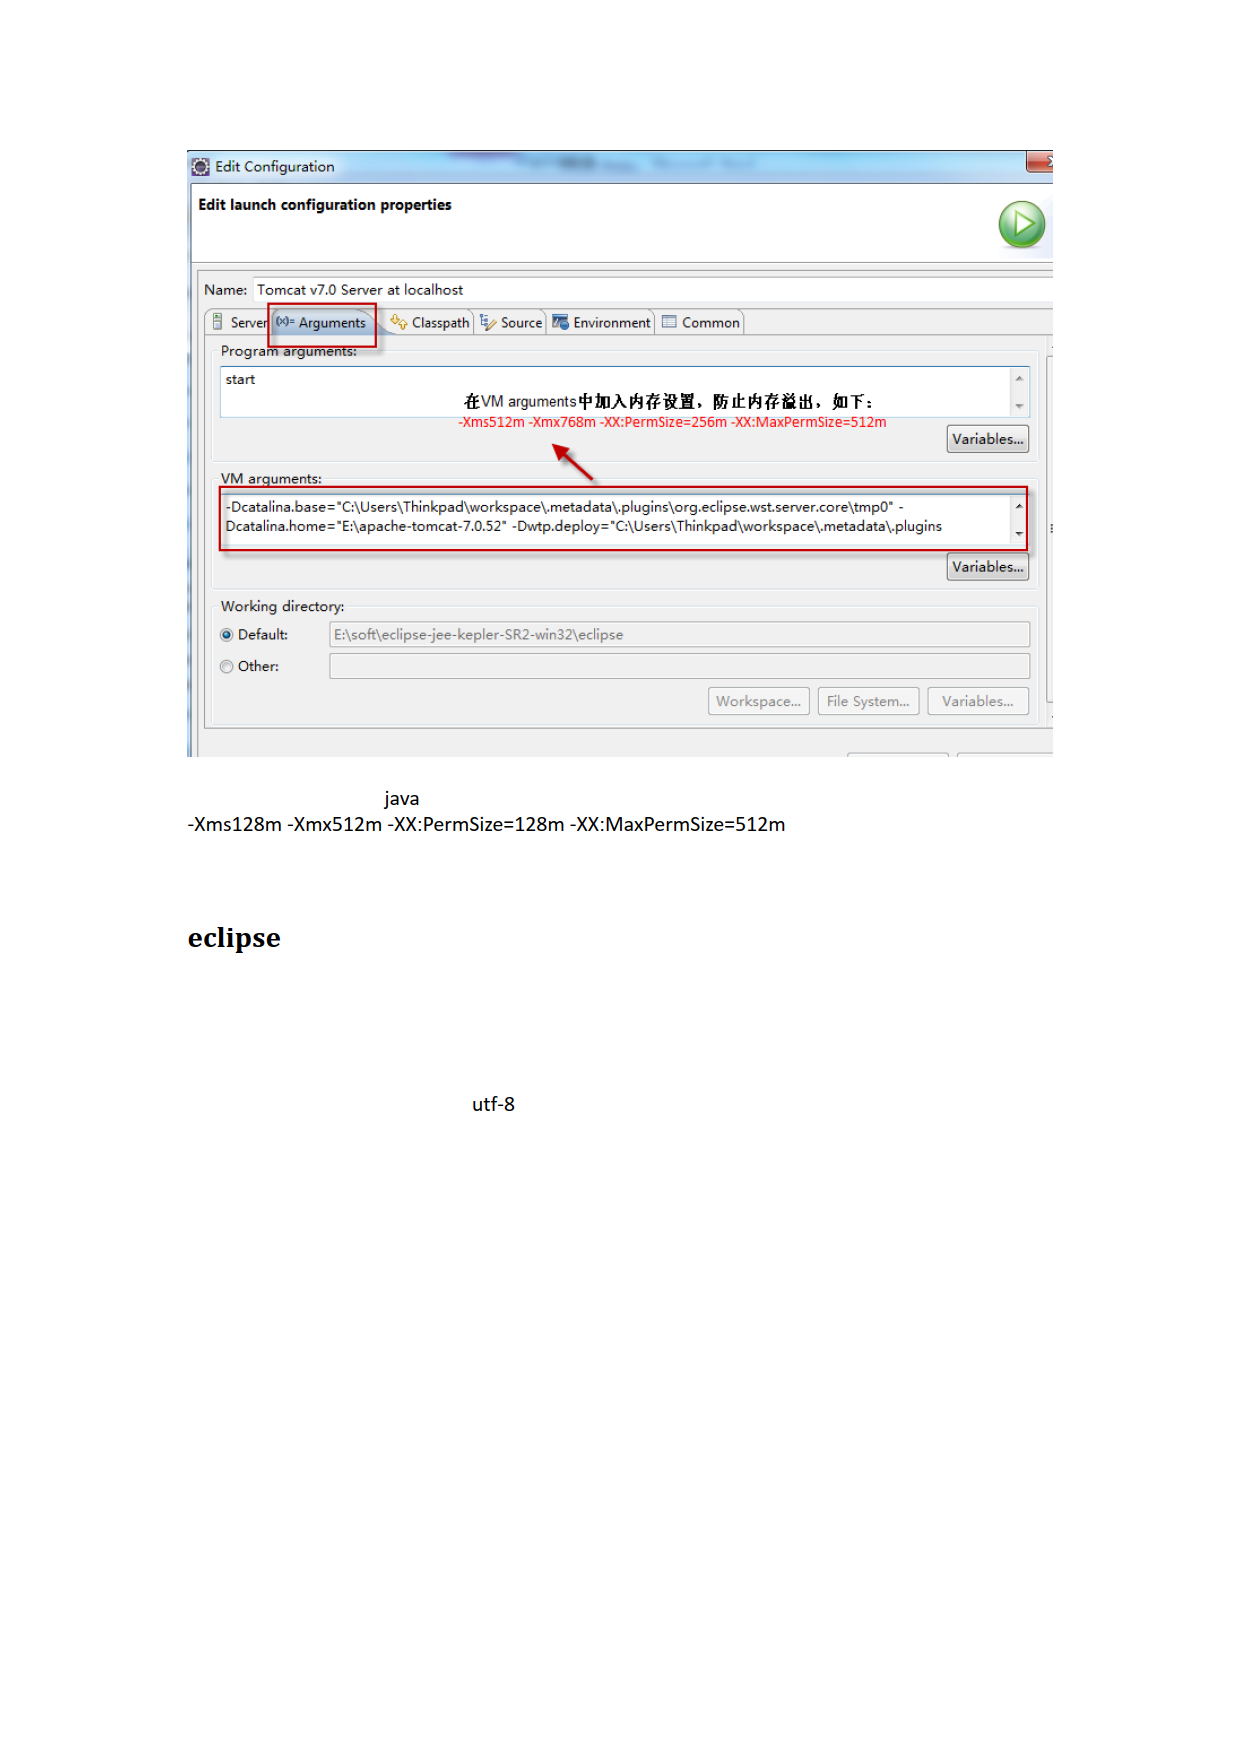 Edit Configuration
Edit launch configuration properties
Name: Tomcat v7.0 Server at localhost
Server (x)= Arguments Classpath Source Environment Common
Program arguments:
start
在VM arguments中加入内存设置，防止内存溢出，如下：
-Xms512m -Xmx768m -XX:PermSize=256m -XX:MaxPermSize=512m
Variables...
VM arguments:
-Dcatalina.base="C:\Users\Thinkpad\workspace\.metadata\.plugins\org.eclipse.wst.server.core\tmp0" -
Dcatalina.home="E:\apache-tomcat-7.0.52" -Dwtp.deploy="C:\Users\Thinkpad\workspace\.metadata\.plugins
Variables...
Working directory:
Default: E:\soft\eclipse-jee-kepler-SR2-win32\eclipse
Other:
Workspace... File System... Variables...
java
-Xms128m -Xmx512m -XX:PermSize=128m -XX:MaxPermSize=512m
eclipse
utf-8